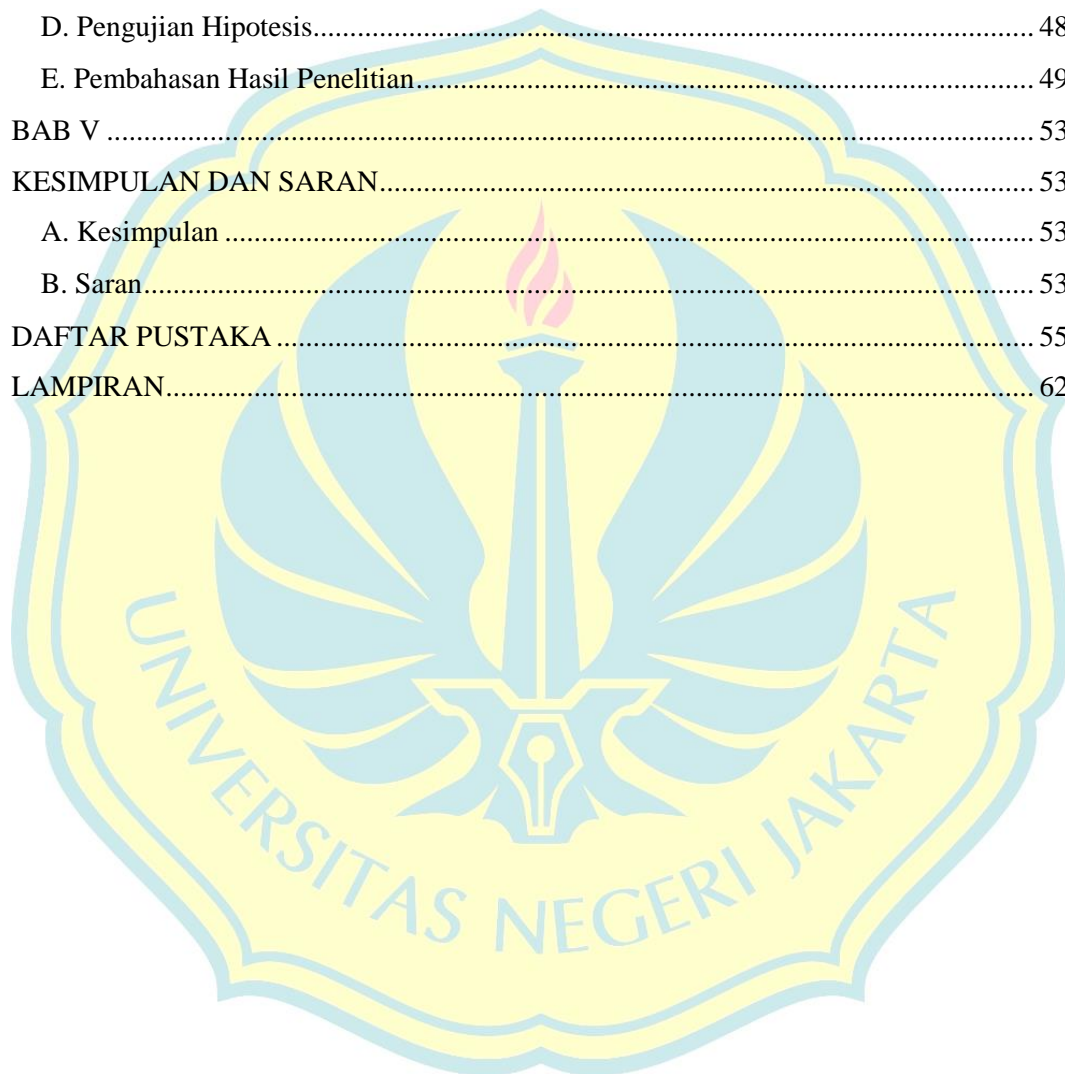 D. Pengujian Hipotesis.......................................................................................................... 48
E. Pembahasan Hasil Penelitian............................................................................................ 49
BAB V ........................................................................................................................................ 53
KESIMPULAN DAN SARAN................................................................................................ 53
A. Kesimpulan ....................................................................................................................... 53
B. Saran.................................................................................................................................... 53
DAFTAR PUSTAKA ............................................................................................................... 55
LAMPIRAN............................................................................................................................... 62
UNIVERSITAS NEGERI JAKARTA